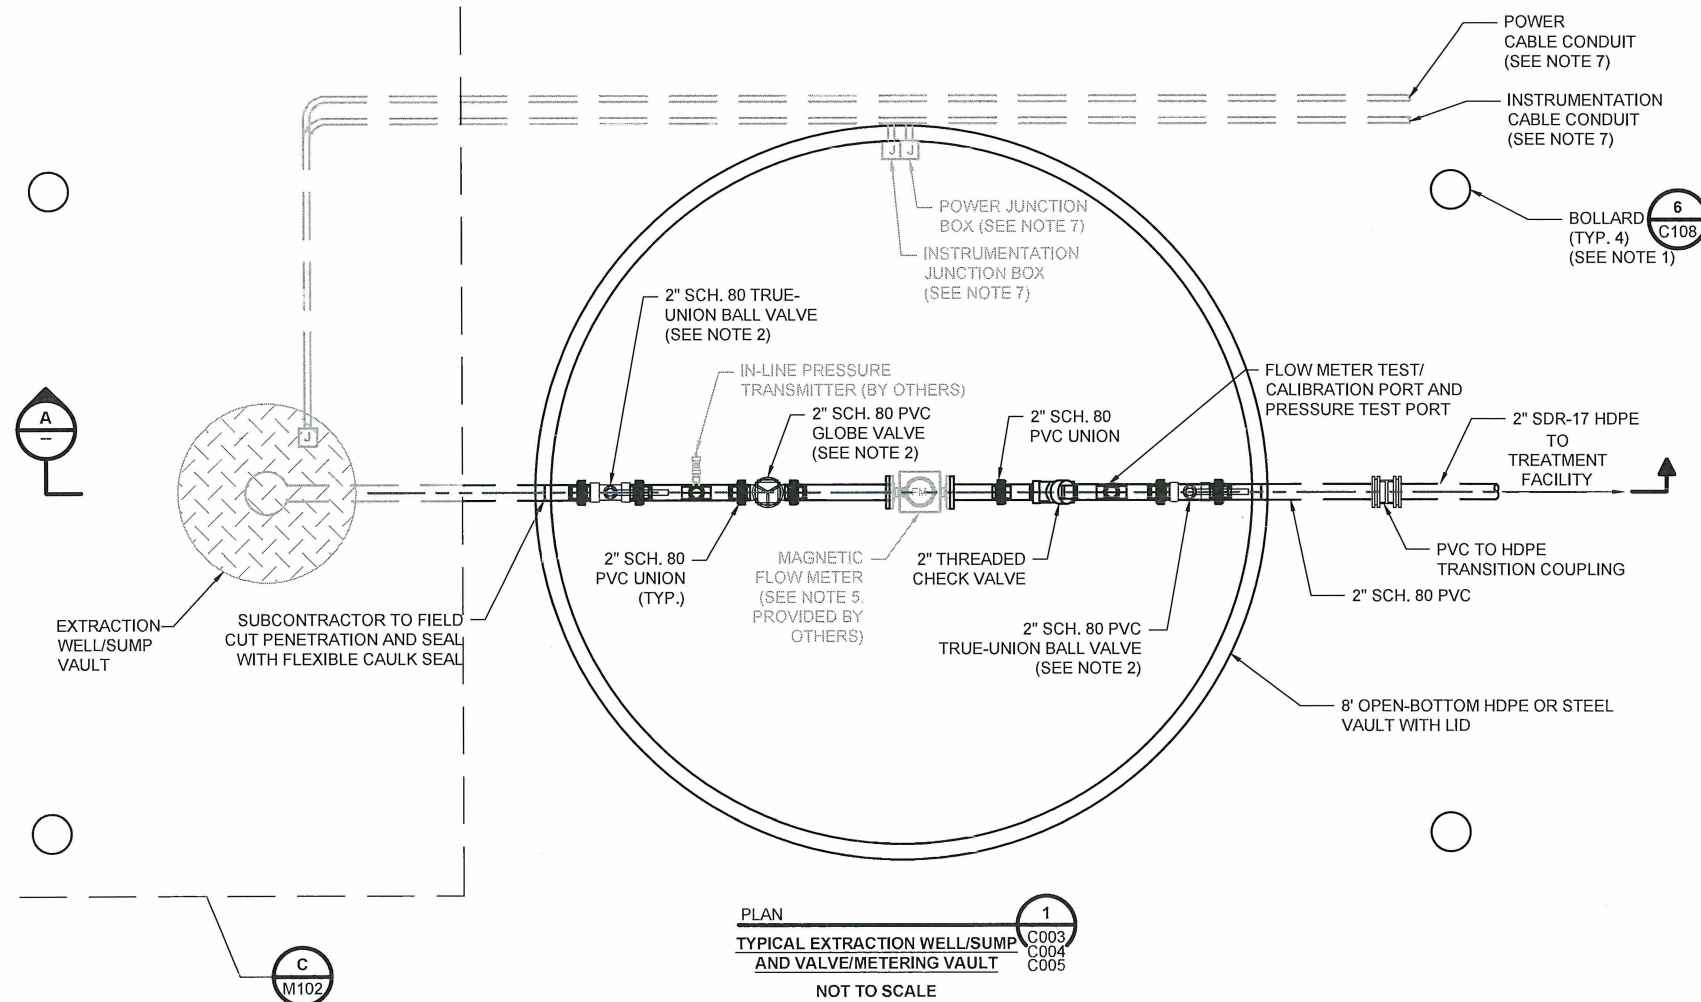 POWER
CABLE CONDUIT
(SEE NOTE 7)
INSTRUMENTATION
CABLE CONDUIT
(SEE NOTE 7)
J J
POWER JUNCTION
BOX (SEE NOTE 7)
INSTRUMENTATION
JUNCTION BOX
(SEE NOTE 7)
BOLLARD
(TYP. 4)
(SEE NOTE 1)
6
C108
2" SCH. 80 TRUE-
UNION BALL VALVE
(SEE NOTE 2)
IN-LINE PRESSURE
TRANSMITTER (BY OTHERS)
2" SCH. 80 PVC
GLOBE VALVE
(SEE NOTE 2)
2" SCH. 80
PVC UNION
FLOW METER TEST/
CALIBRATION PORT AND
PRESSURE TEST PORT
2" SDR-17 HDPE
TO
TREATMENT
FACILITY
A
--
J
FM
2" SCH. 80
PVC UNION
(TYP.)
MAGNETIC
FLOW METER
(SEE NOTE 5.
PROVIDED BY
OTHERS)
2" THREADED
CHECK VALVE
PVC TO HDPE
TRANSITION COUPLING
2" SCH. 80 PVC
EXTRACTION
WELL/SUMP
VAULT
SUBCONTRACTOR TO FIELD
CUT PENETRATION AND SEAL
WITH FLEXIBLE CAULK SEAL
2" SCH. 80 PVC
TRUE-UNION BALL VALVE
(SEE NOTE 2)
8' OPEN-BOTTOM HDPE OR STEEL
VAULT WITH LID
C
M102
PLAN
1
C003
C004
C005
TYPICAL EXTRACTION WELL/SUMP
AND VALVE/METERING VAULT
NOT TO SCALE